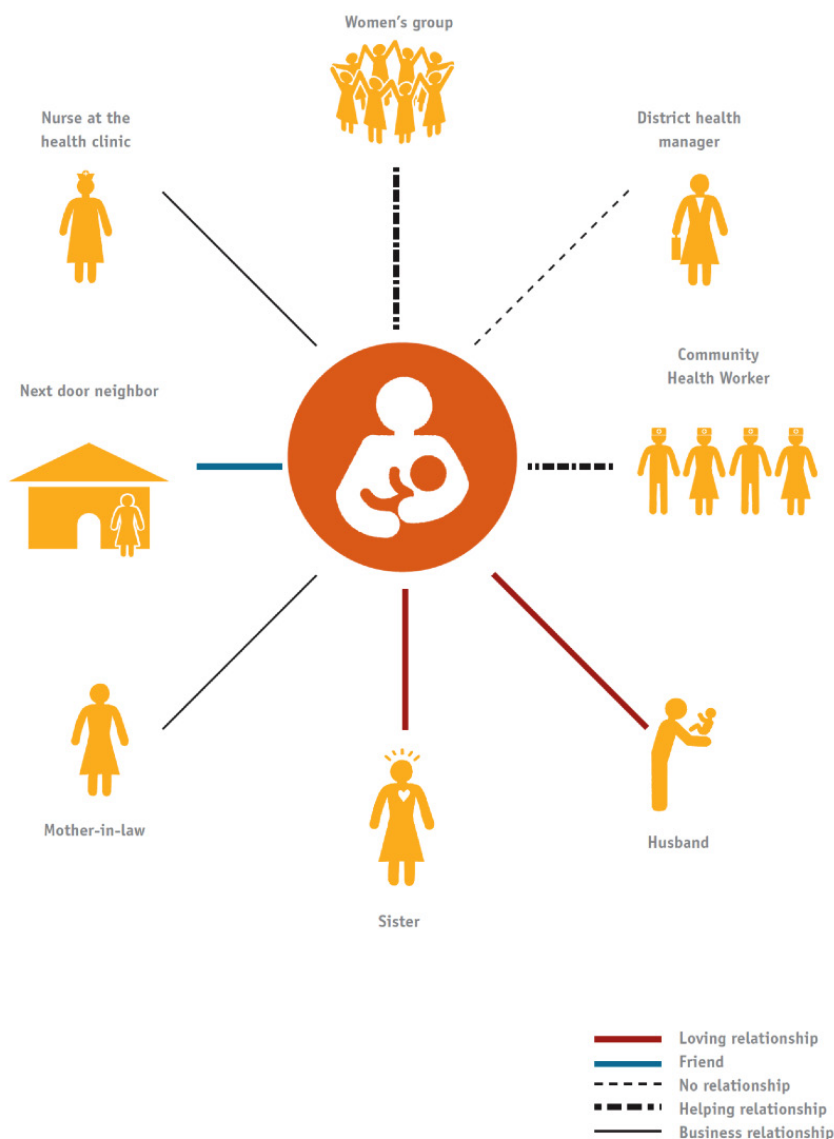 Women's group
Nurse at the
health clinic
District health
manager
Community
Health Worker
Next door neighbor
Mother-in-law
Husband
Sister
Loving relationship
Friend
No relationship
Helping relationship
Business relationship